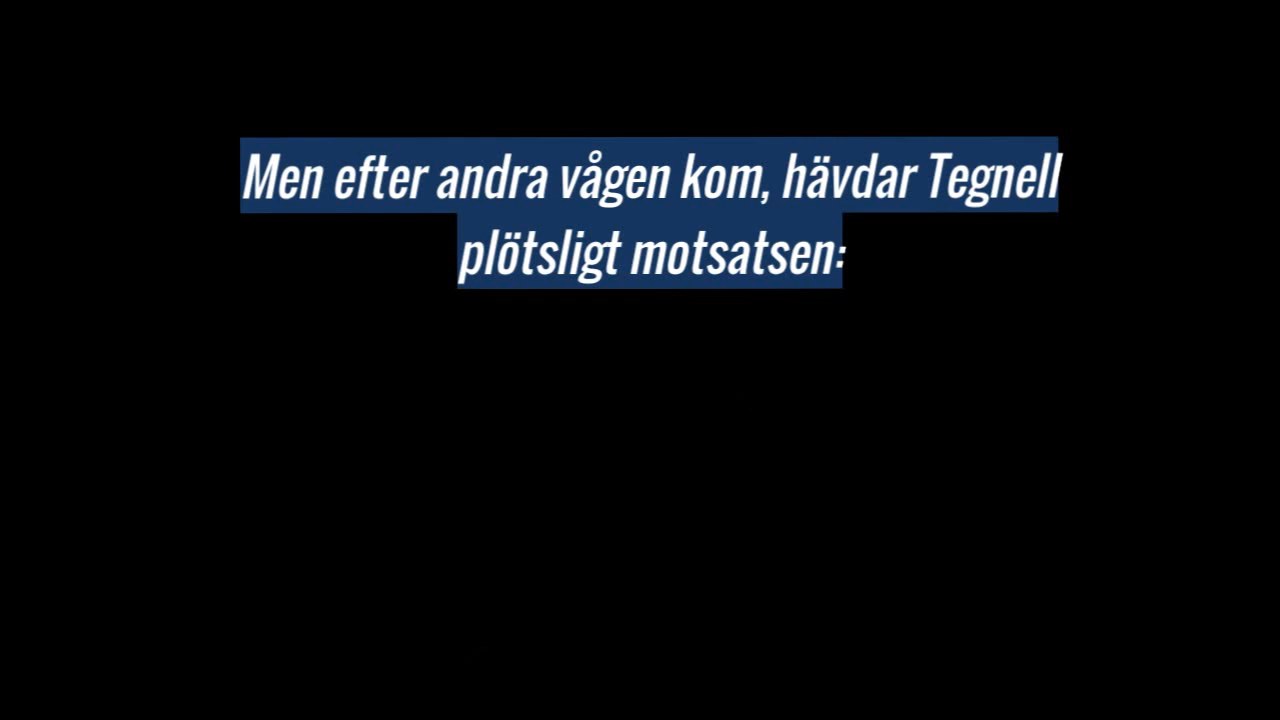 Men efter andra vågen kom, hävdar Tegnell
plötsligt motsatsen: